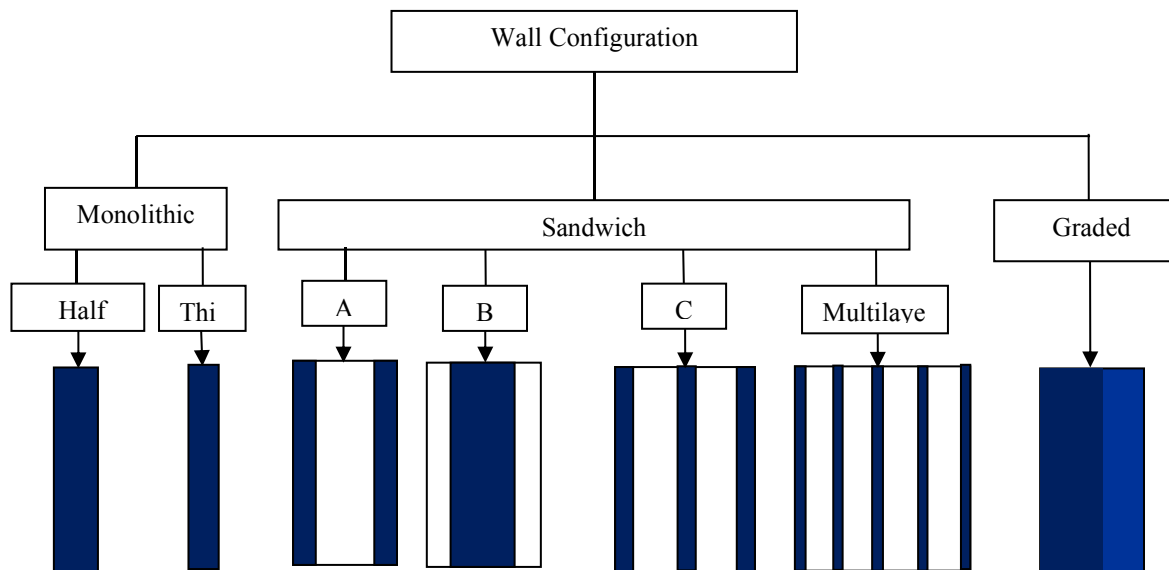 Wall Configuration
Monolithic
Sandwich
Graded
Half
Thi
A
B
C
Multilaye